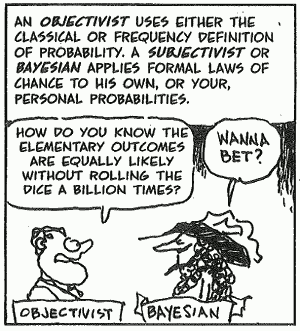 AN OBJECTIVIST USES EITHER THE
CLASSICAL OR FREQUENCY DEFINITION
OF PROBABILITY. A SUBJECTIVIST OR
BAYESIAN APPLIES FORMAL LAWS OF
CHANCE TO HIS OWN, OR YOUR,
PERSONAL PROBABILITIES.
HOW DO YOU KNOW THE
ELEMENTARY OUTCOMES
ARE EQUALLY LIKELY
WITHOUT ROLLING THE
DICE A BILLION TIMES?
WANNA
BET?
OBJECTIVIST
BAYESIAN